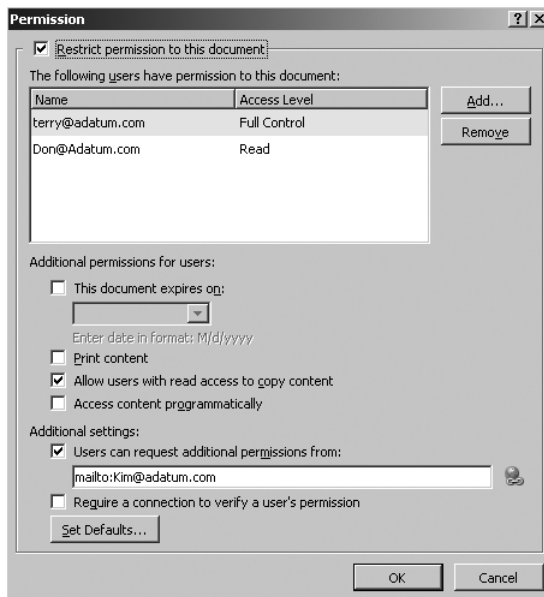 Permission
Restrict permission to this document
The following users have permission to this document:
Name Access Level
terry@adatum.com Full Control
Don@Adatum.com Read
Add...
Remove
Additional permissions for users:
This document expires on:
Enter date in format: M/d/yyyy
Print content
Allow users with read access to copy content
Access content programmatically
Additional settings:
Users can request additional permissions from:
mailto:Kim@adatum.com
Require a connection to verify a user's permission
Set Defaults...
OK Cancel